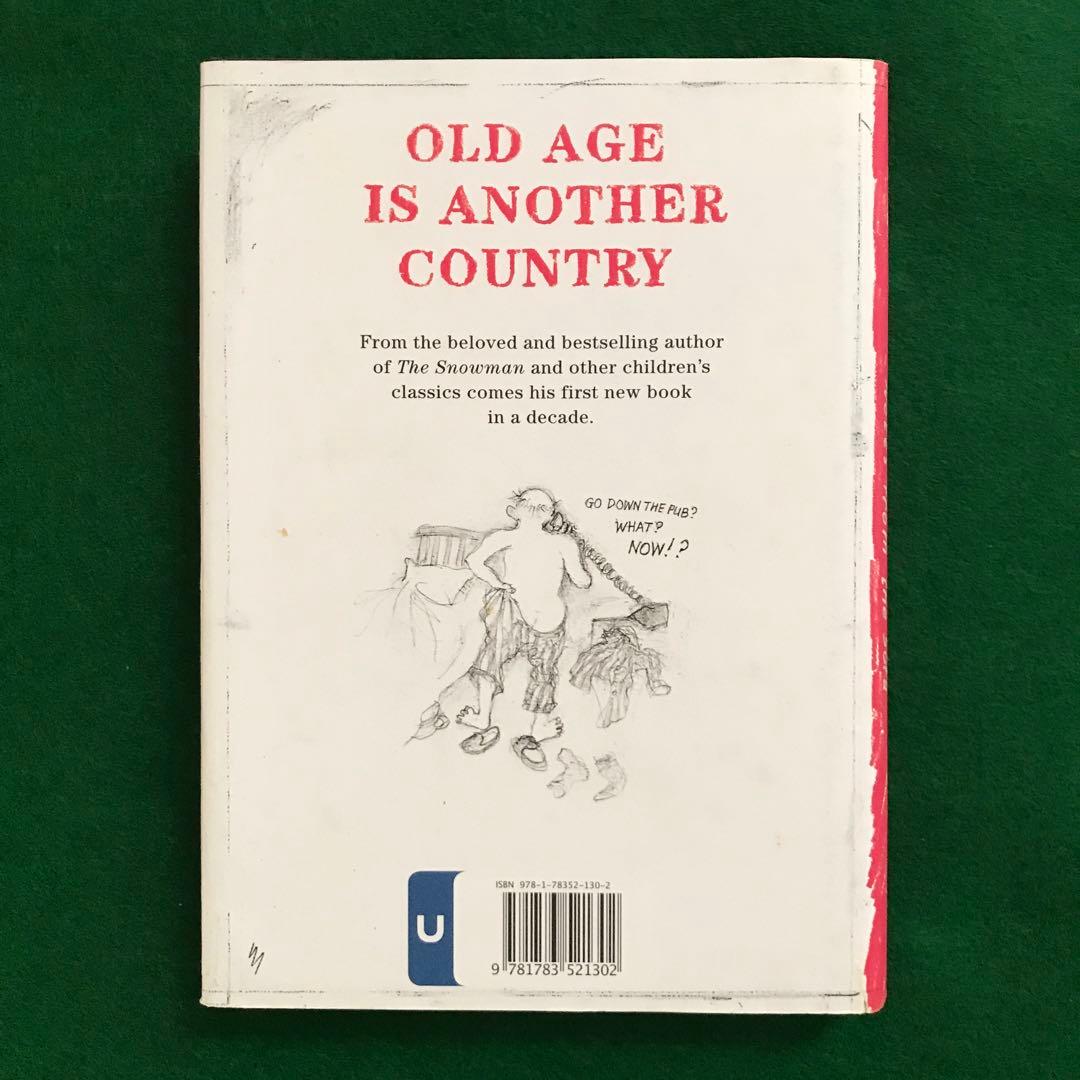 OLD AGE
IS ANOTHER
COUNTRY
From the beloved and bestselling author
of The Snowman and other children's
classics comes his first new book
in a decade.
GO DOWN THE PUB?
WHAT?
NOW!?
ISBN 978-1-78352-130-2
9 781783 521302
U